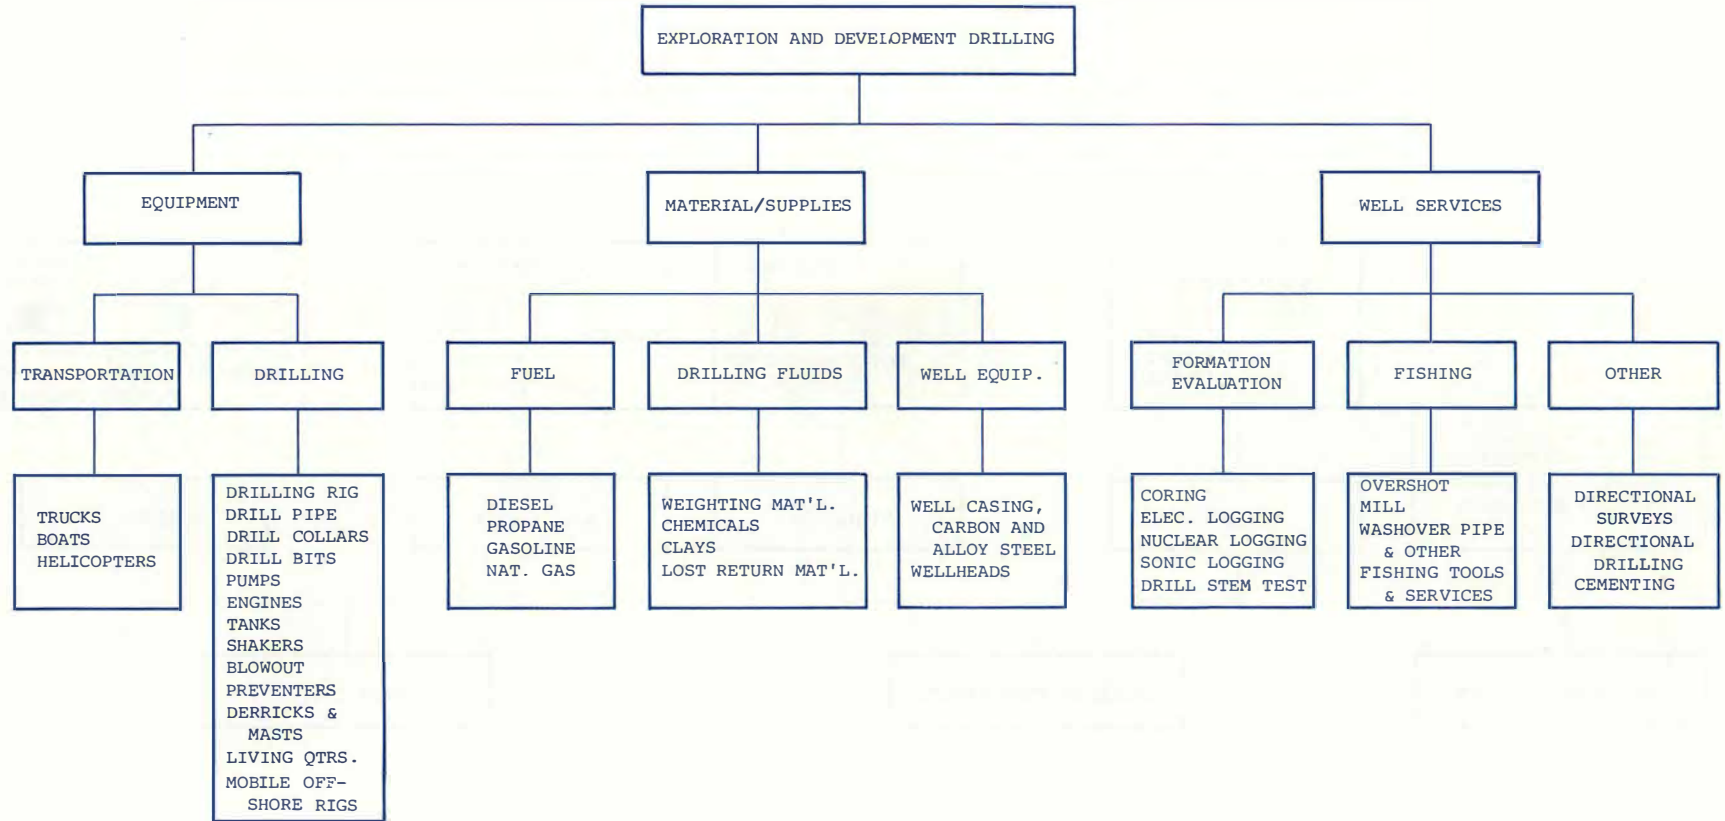 EXPLORATION AND DEVELOPMENT DRILLING
EQUIPMENT
MATERIAL/SUPPLIES
WELL SERVICES
TRANSPORTATION
DRILLING
FUEL
DRILLING FLUIDS
WELL EQUIP.
FORMATION
EVALUATION
FISHING
OTHER
TRUCKS
BOATS
HELICOPTERS
DRILLING RIG
DRILL PIPE
DRILL COLLARS
DRILL BITS
PUMPS
ENGINES
TANKS
SHAKERS
BLOWOUT
PREVENTERS
DERRICKS &
MASTS
LIVING QTRS.
MOBILE OFF-
SHORE RIGS
DIESEL
PROPANE
GASOLINE
NAT. GAS
WEIGHTING MAT'L.
CHEMICALS
CLAYS
LOST RETURN MAT'L.
WELL CASING,
CARBON AND
ALLOY STEEL
WELLHEADS
CORING
ELEC. LOGGING
NUCLEAR LOGGING
SONIC LOGGING
DRILL STEM TEST
OVERSHOT
MILL
WASHOVER PIPE
& OTHER
FISHING TOOLS
& SERVICES
DIRECTIONAL
SURVEYS
DIRECTIONAL
DRILLING
CEMENTING